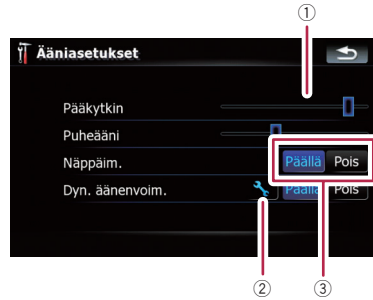 ①
Ääniasetukset
Pääkytkin
Puheääni
Näppäim. Päällä Pois
Dyn. äänenvoim. Päällä Pois
② ③